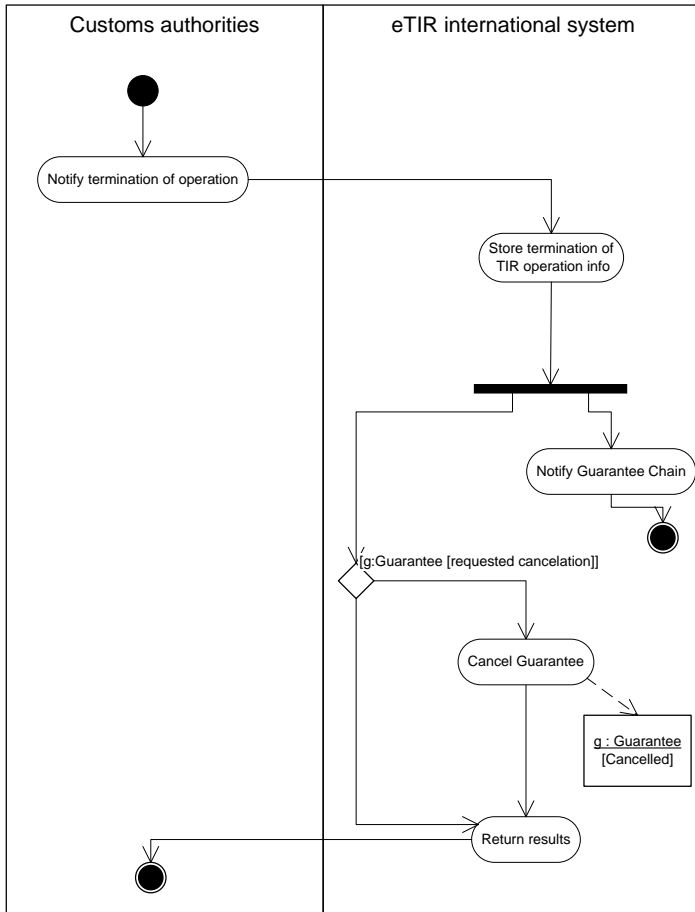 Customs authorities
eTIR international system
Notify termination of operation
Store termination of
TIR operation info
Notify Guarantee Chain
[g:Guarantee [requested cancelation]]
Cancel Guarantee
g : Guarantee
[Cancelled]
Return results